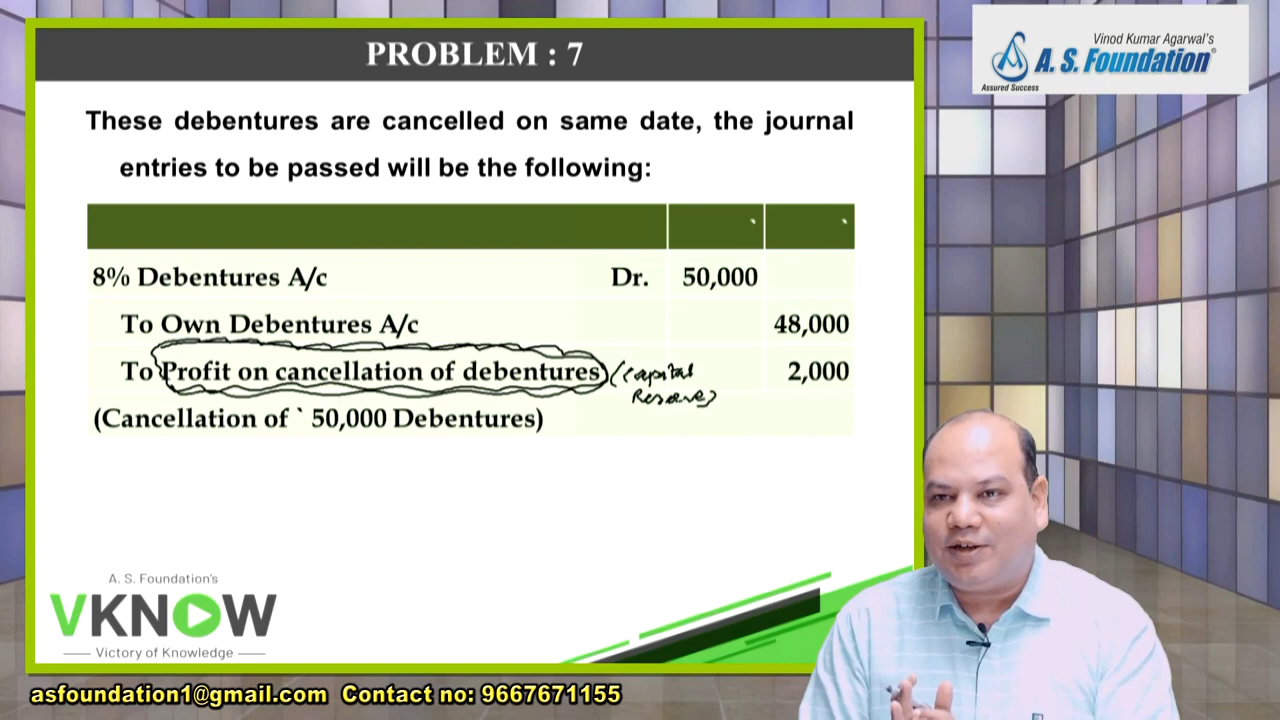 PROBLEM : 7
Vinod Kumar Agarwal's
A. S. Foundation®
Assured Success
These debentures are cancelled on same date, the journal
entries to be passed will be the following:
` `
8% Debentures A/c Dr. 50,000
To Own Debentures A/c 48,000
To Profit on cancellation of debentures (Capital 2,000
Reserve)
(Cancellation of ` 50,000 Debentures)
A. S. Foundation's
VKNOW
Victory of Knowledge
asfoundation1@gmail.com Contact no: 9667671155